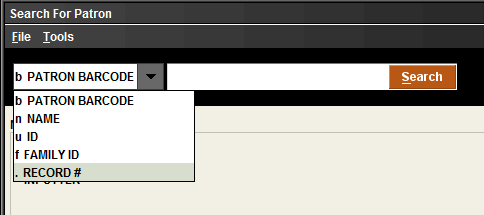 Search For Patron
File Tools
b PATRON BARCODE Search
b PATRON BARCODE
n NAME
u ID
f FAMILY ID
. RECORD #